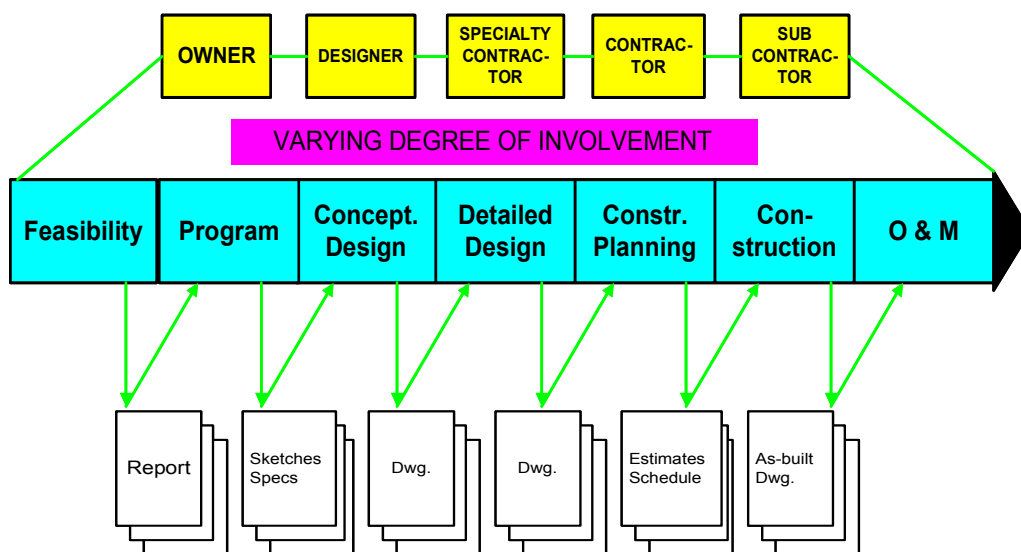 OWNER
DESIGNER
SPECIALTY
CONTRAC-
TOR
CONTRAC-
TOR
SUB
CONTRAC-
TOR
VARYING DEGREE OF INVOLVEMENT
Feasibility
Program
Concept.
Design
Detailed
Design
Constr.
Planning
Con-
struction
O & M
Report
Sketches
Specs
Dwg.
Dwg.
Estimates
Schedule
As-built
Dwg.